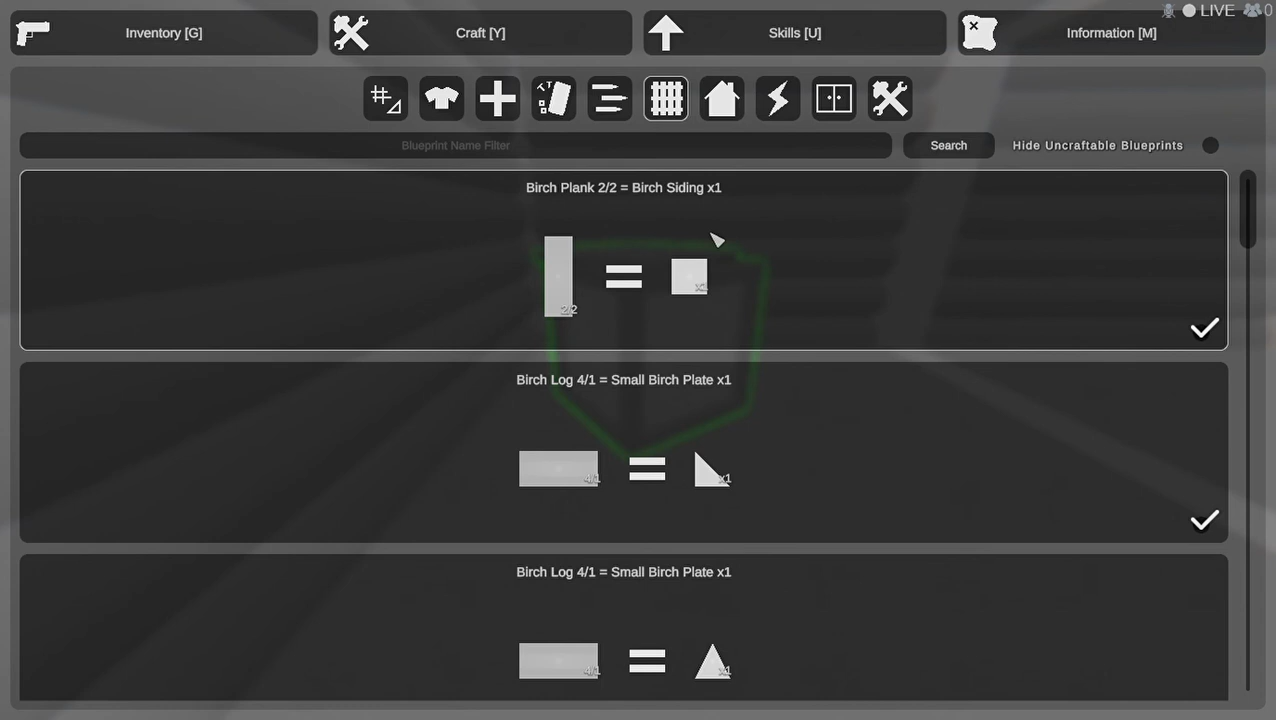 LIVE 0
Inventory [G]
Craft [Y]
Skills [U]
Information [M]
Blueprint Name Filter
Search
Hide Uncraftable Blueprints
Birch Plank 2/2 = Birch Siding x1
2/2
x1
Birch Log 4/1 = Small Birch Plate x1
4/1
x1
Birch Log 4/1 = Small Birch Plate x1
4/1
x1